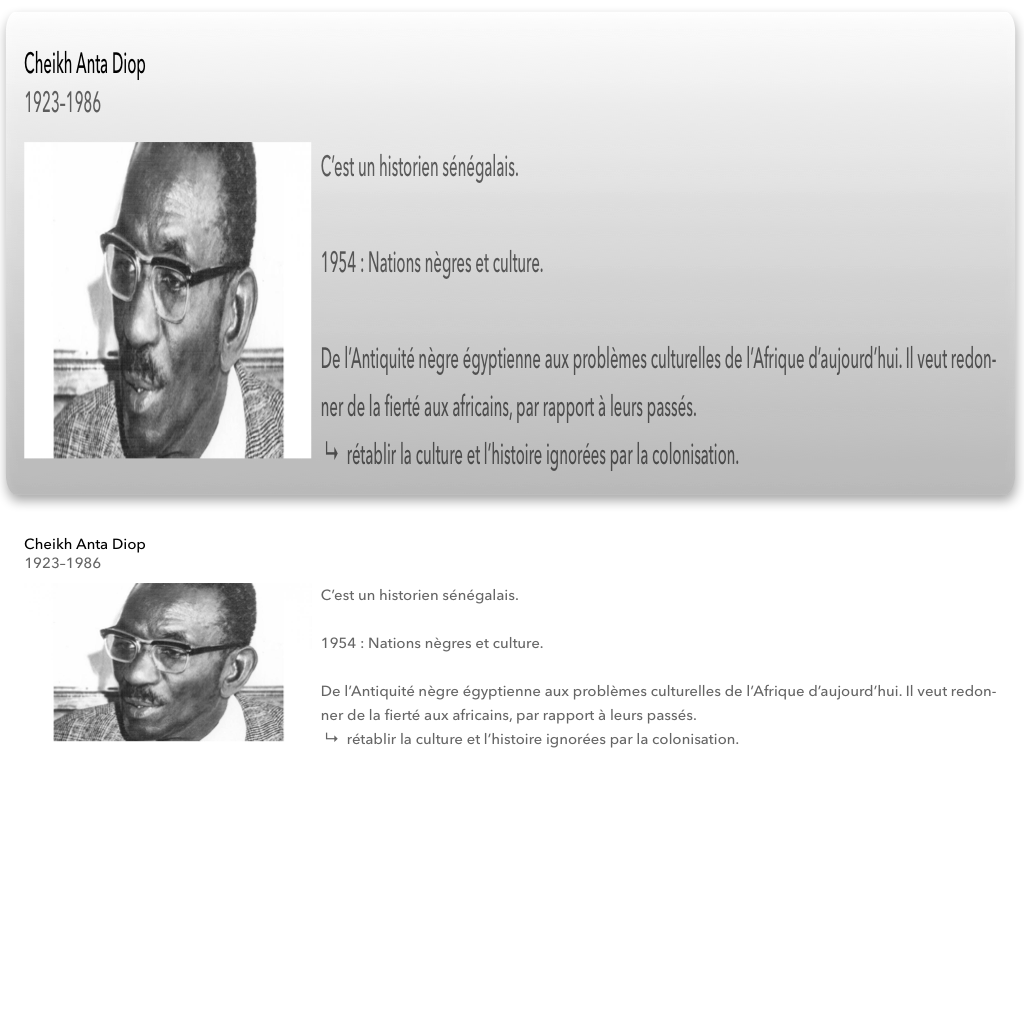 Cheikh Anta Diop
1923–1986
C’est un historien sénégalais.
1954 : Nations nègres et culture.
De l’Antiquité nègre égyptienne aux problèmes culturelles de l’Afrique d’aujourd’hui. Il veut redon-
ner de la fierté aux africains, par rapport à leurs passés.
↳ rétablir la culture et l’histoire ignorées par la colonisation.
Cheikh Anta Diop
1923–1986
C’est un historien sénégalais.
1954 : Nations nègres et culture.
De l’Antiquité nègre égyptienne aux problèmes culturelles de l’Afrique d’aujourd’hui. Il veut redon-
ner de la fierté aux africains, par rapport à leurs passés.
↳ rétablir la culture et l’histoire ignorées par la colonisation.